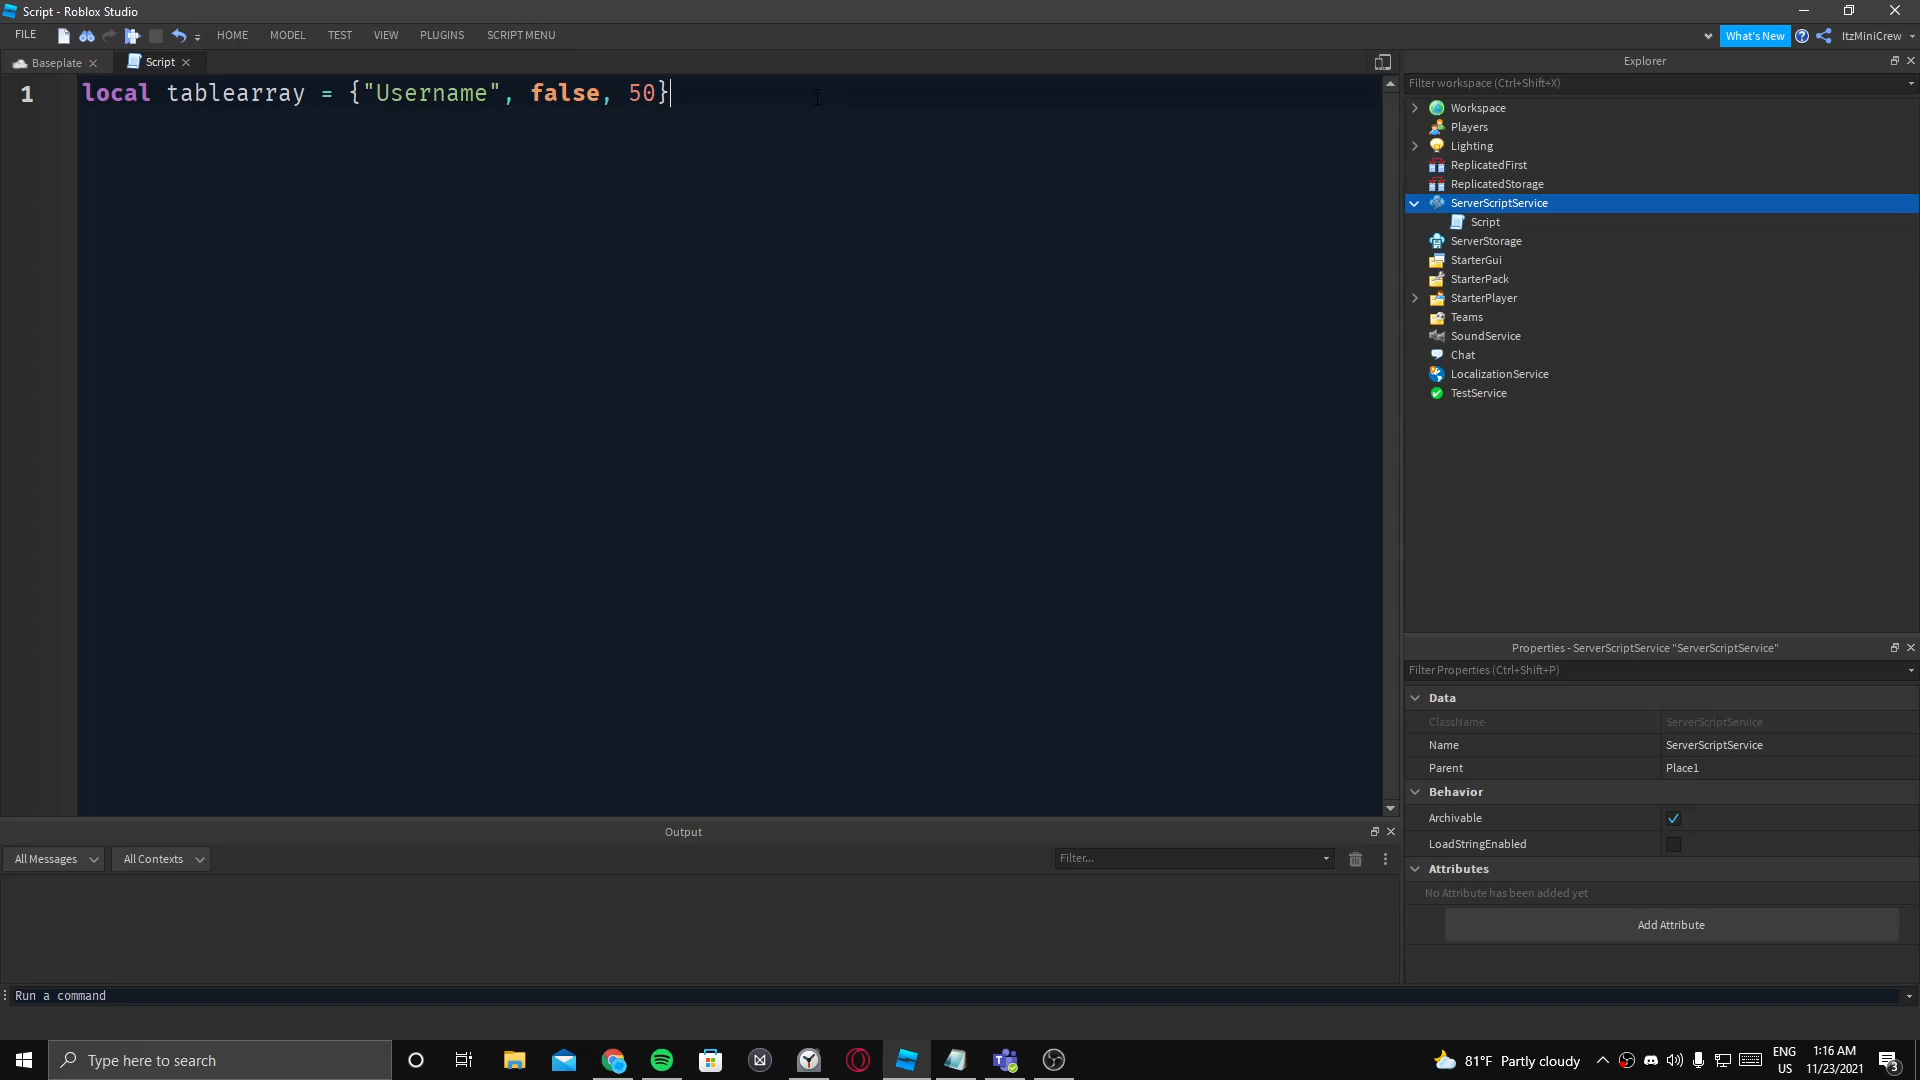 Script - Roblox Studio
FILE HOME MODEL TEST VIEW PLUGINS SCRIPT MENU What's New ItzMiniCrew
Baseplate Script
1 local tablearray = {"Username", false, 50}
Explorer
Filter workspace (Ctrl+Shift+X)
Workspace
Players
Lighting
ReplicatedFirst
ReplicatedStorage
ServerScriptService
Script
ServerStorage
StarterGui
StarterPack
StarterPlayer
Teams
SoundService
Chat
LocalizationService
TestService
Properties - ServerScriptService "ServerScriptService"
Filter Properties (Ctrl+Shift+P)
Data
ClassName ServerScriptService
Name ServerScriptService
Parent Place1
Behavior
Archivable
LoadStringEnabled
Attributes
No Attribute has been added yet
Add Attribute
Output
All Messages All Contexts Filter...
Run a command
Type here to search
81°F Partly cloudy
ENG
US
1:16 AM
11/23/2021
3